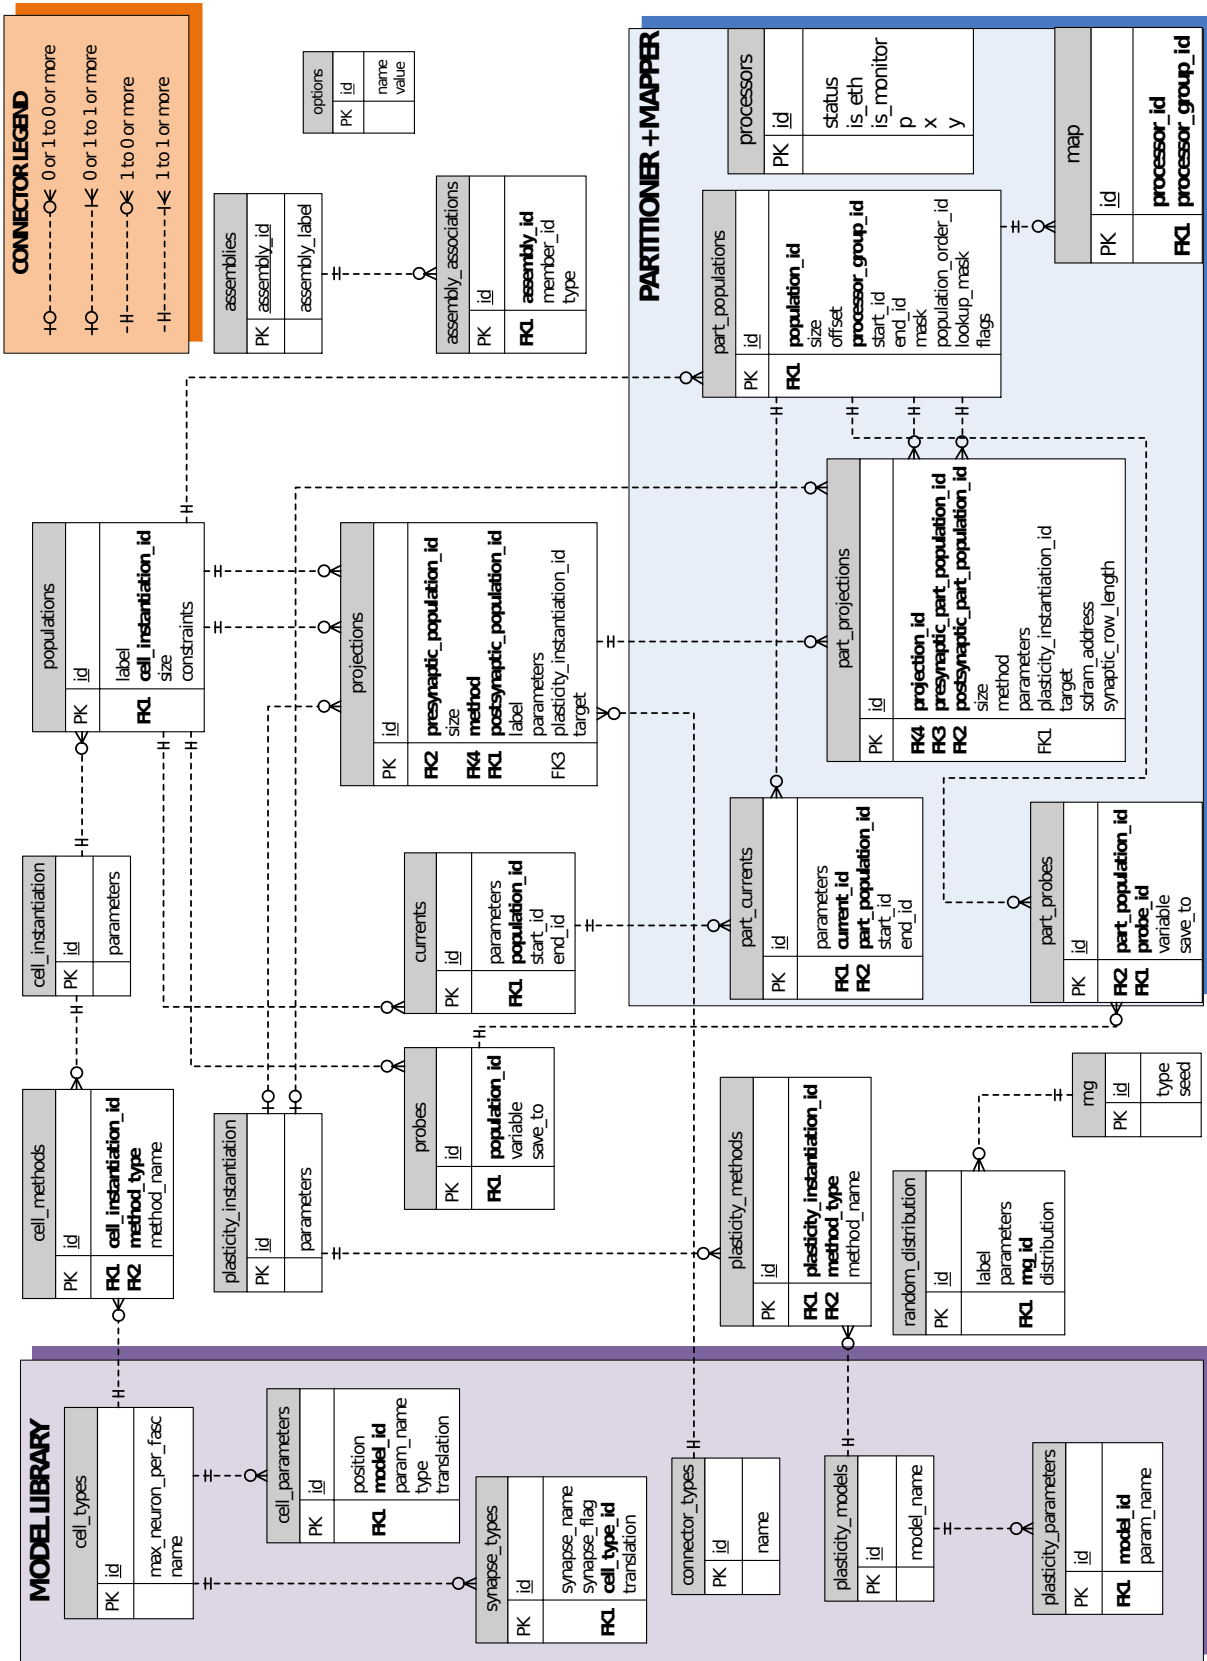 MODEL LIBRARY
cell_types
PK id
max_neuron_per_fasc
name
cell_parameters
PK id
position
FK1 model_id
param_name
type
translation
synapse_types
PK id
synapse_name
synapse_flag
FK1 cell_type_id
translation
connector_types
PK id
name
plasticity_models
PK id
model_name
plasticity_parameters
PK id
FK1 model_id
param_name
cell_methods
PK id
FK1 cell_instantiation_id
FK2 method_type
method_name
plasticity_instantiation
PK id
parameters
probes
PK id
FK1 population_id
variable
save_to
plasticity_methods
PK id
FK1 plasticity_instantiation_id
FK2 method_type
method_name
random_distribution
PK id
label
parameters
FK1 rng_id
distribution
rng
PK id
type
seed
cell_instantiation
PK id
parameters
currents
PK id
parameters
FK1 population_id
start_id
end_id
populations
PK id
label
FK1 cell_instantiation_id
size
constraints
projections
PK id
FK2 presynaptic_population_id
size
FK4 method
FK1 postsynaptic_population_id
label
parameters
FK3 plasticity_instantiation_id
target
CONNECTOR LEGEND
0 or 1 to 0 or more
0 or 1 to 1 or more
1 to 0 or more
1 to 1 or more
assemblies
PK assembly_id
assembly_label
assembly_associations
PK id
FK1 assembly_id
member_id
type
options
PK id
name
value
PARTITIONER + MAPPER
part_currents
PK id
parameters
FK1 current_id
FK2 part_population_id
start_id
end_id
part_probes
PK id
FK2 part_population_id
FK1 probe_id
variable
save_to
part_projections
PK id
FK4 projection_id
FK3 presynaptic_part_population_id
FK2 postsynaptic_part_population_id
size
method
parameters
FK1 plasticity_instantiation_id
target
sdram_address
synaptic_row_length
part_populations
PK id
FK1 population_id
size
offset
processor_group_id
start_id
end_id
mask
population_order_id
lookup_mask
flags
processors
PK id
status
is_eth
is_monitor
p
x
y
map
PK id
processor_id
FK1 processor_group_id